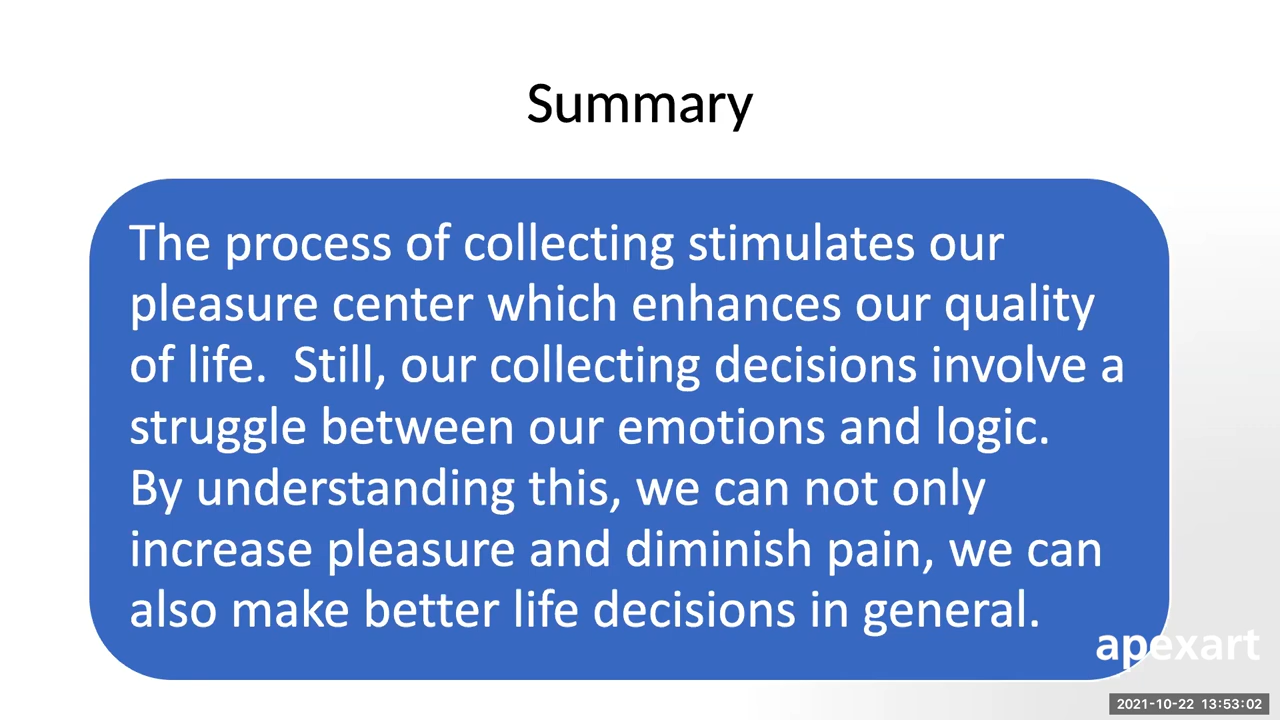 Summary
The process of collecting stimulates our
pleasure center which enhances our quality
of life.  Still, our collecting decisions involve a
struggle between our emotions and logic.
By understanding this, we can not only
increase pleasure and diminish pain, we can
also make better life decisions in general.
apexart
2021-10-22 13:53:02